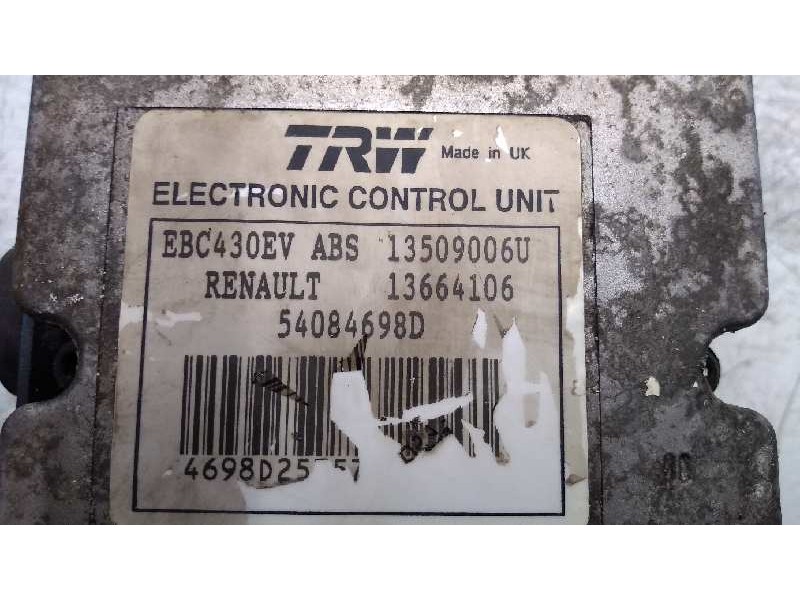 TRW Made in UK
ELECTRONIC CONTROL UNIT
EBC430EV ABS 13509006U
RENAULT 13664106
54084698D